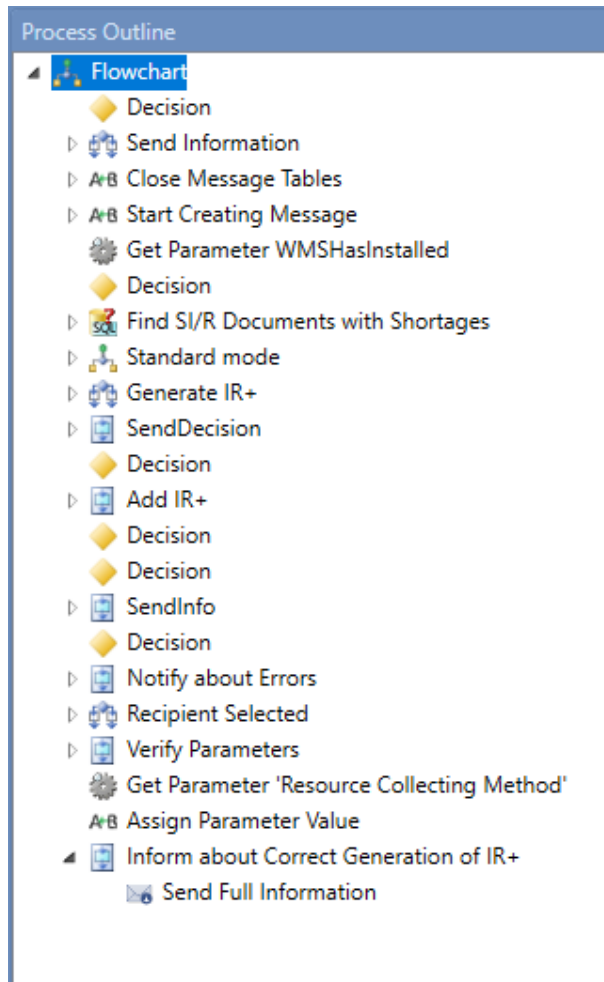 Process Outline
Flowchart
Decision
Send Information
A+B Close Message Tables
A+B Start Creating Message
Get Parameter WMSHasInstalled
Decision
SQL Find SI/R Documents with Shortages
Standard mode
Generate IR+
SendDecision
Decision
Add IR+
Decision
Decision
SendInfo
Decision
Notify about Errors
Recipient Selected
Verify Parameters
Get Parameter 'Resource Collecting Method'
A+B Assign Parameter Value
Inform about Correct Generation of IR+
Send Full Information